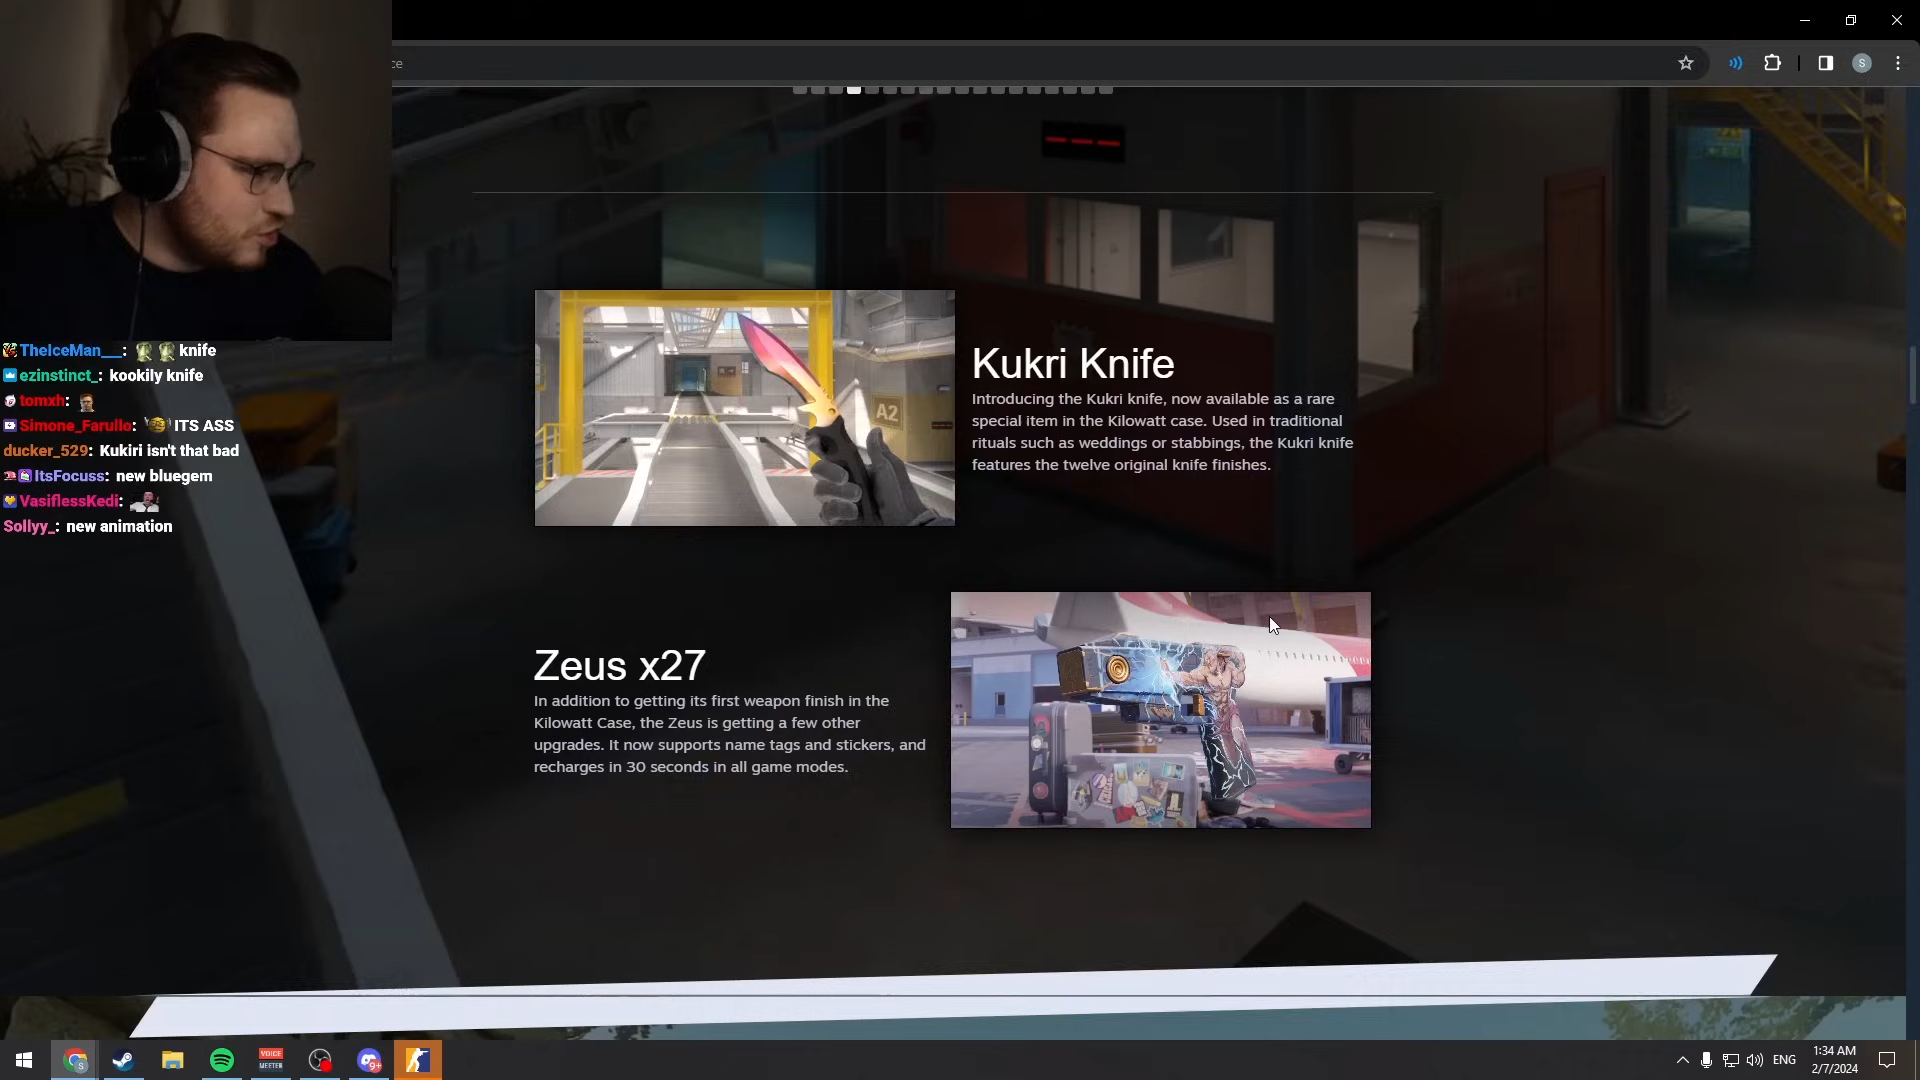 ce
S
TheIceMan___: knife
ezinstinct_: kookily knife
tomxh:
Simone_Farullo: ITS ASS
ducker_529: Kukiri isn't that bad
ItsFocuss: new bluegem
VasiflessKedi:
Sollyy_: new animation
A2
Kukri Knife
Introducing the Kukri knife, now available as a rare
special item in the Kilowatt case. Used in traditional
rituals such as weddings or stabbings, the Kukri knife
features the twelve original knife finishes.
Zeus x27
In addition to getting its first weapon finish in the
Kilowatt Case, the Zeus is getting a few other
upgrades. It now supports name tags and stickers, and
recharges in 30 seconds in all game modes.
VOICE
MEETER
9+
ENG
1:34 AM
2/7/2024